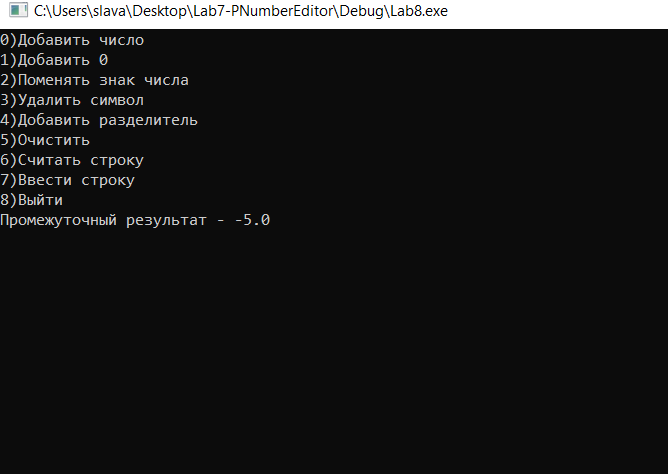 C:\Users\slava\Desktop\Lab7-PNumberEditor\Debug\Lab8.exe
0)Добавить число
1)Добавить 0
2)Поменять знак числа
3)Удалить символ
4)Добавить разделитель
5)Очистить
6)Считать строку
7)Ввести строку
8)Выйти
Промежуточный результат - -5.0